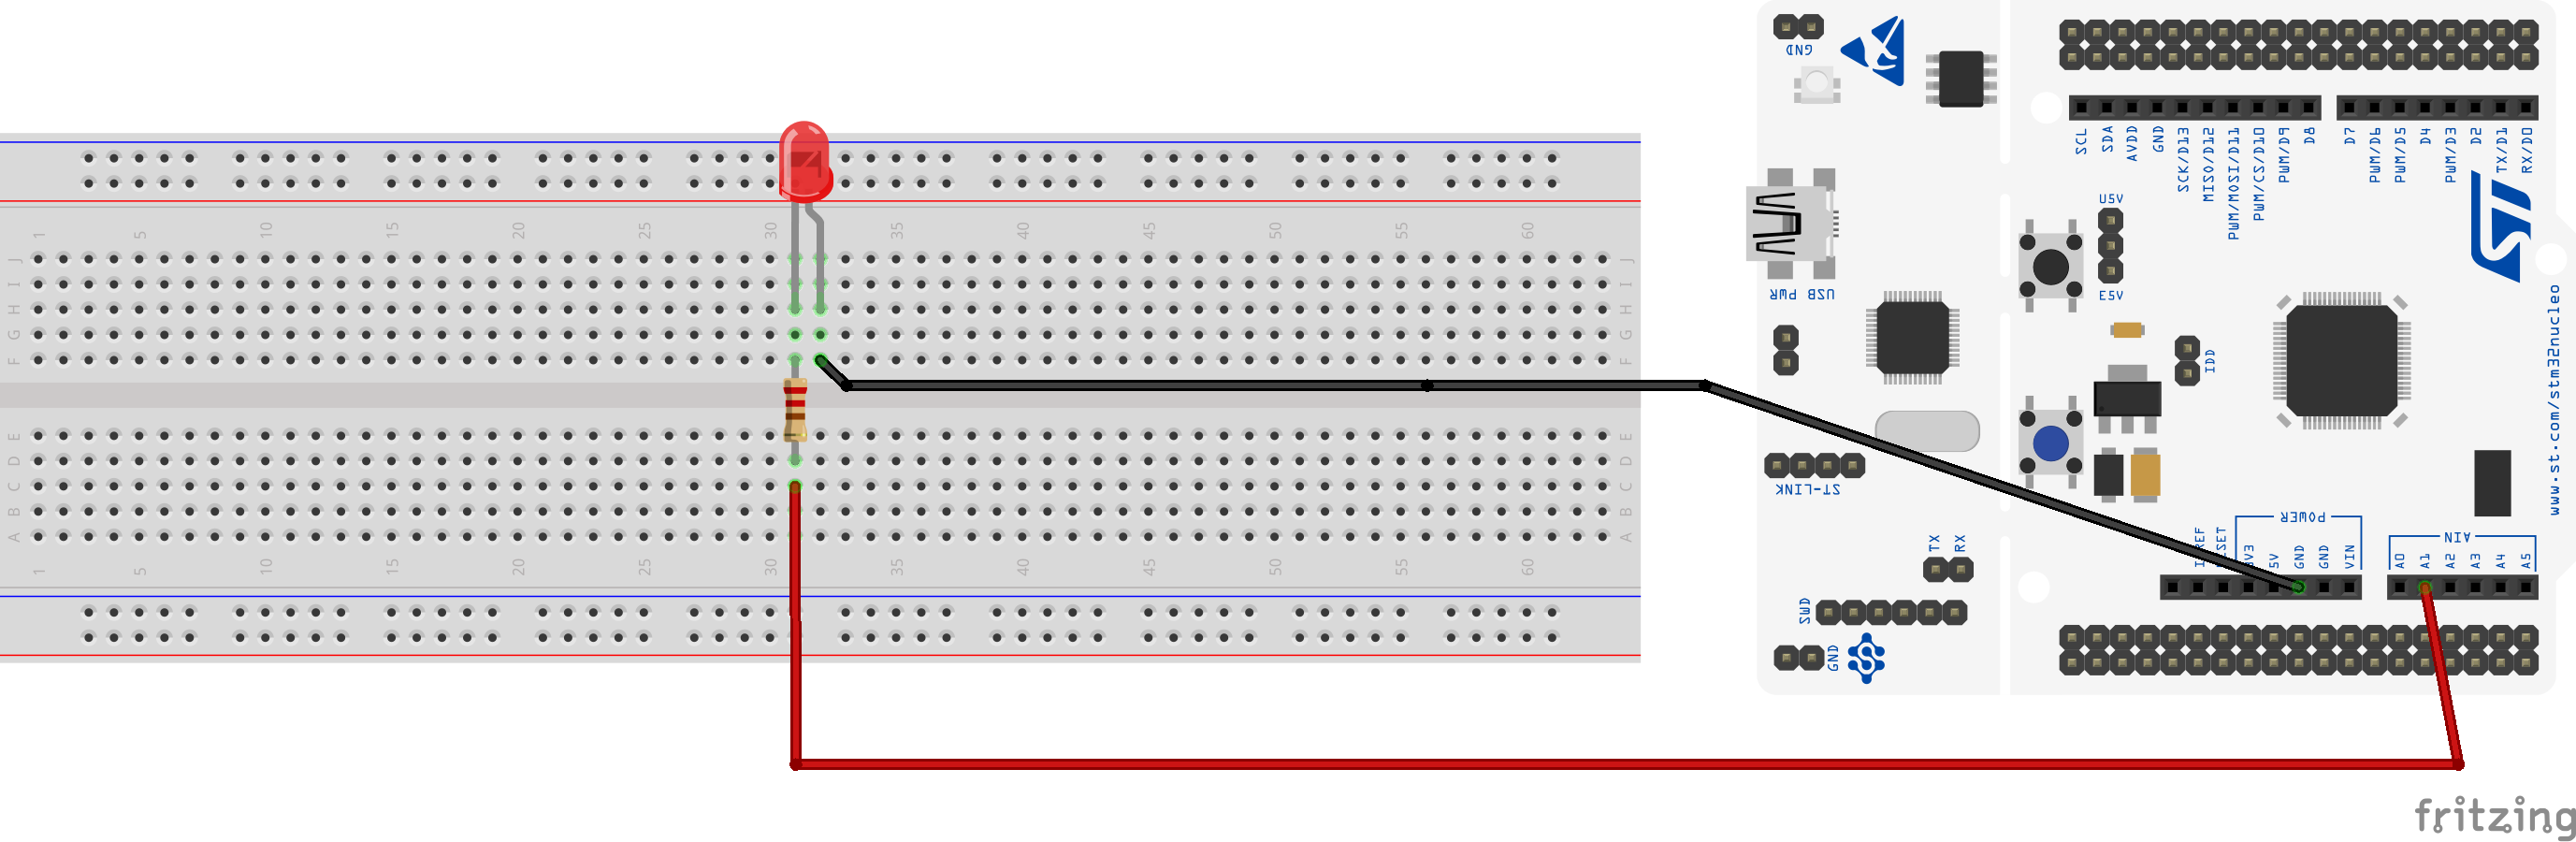 GND
SCL
SDA
AVDD
GND
SCK/D13
MISO/D12
PWM/MOSI/D11
PWM/CS/D10
PWM/D9
D8
D7
PWM/D6
PWM/D5
D4
PWM/D3
D2
TX/D1
RX/D0
U5V
E5V
USB PWR
IDD
www.st.com/stm32nucleo
ST
1 5 10 15 20 25 30 35 40 45 50 55 60
J J
I I
H H
G G
F F
E E
D D
C C
B B
A A
1 5 10 15 20 25 30 35 40 45 50 55 60
ST-LINK
TX
RX
SWD
GND
POWER
5V
GND
GND
VIN
AIN
A0
A1
A2
A3
A4
A5
fritzing